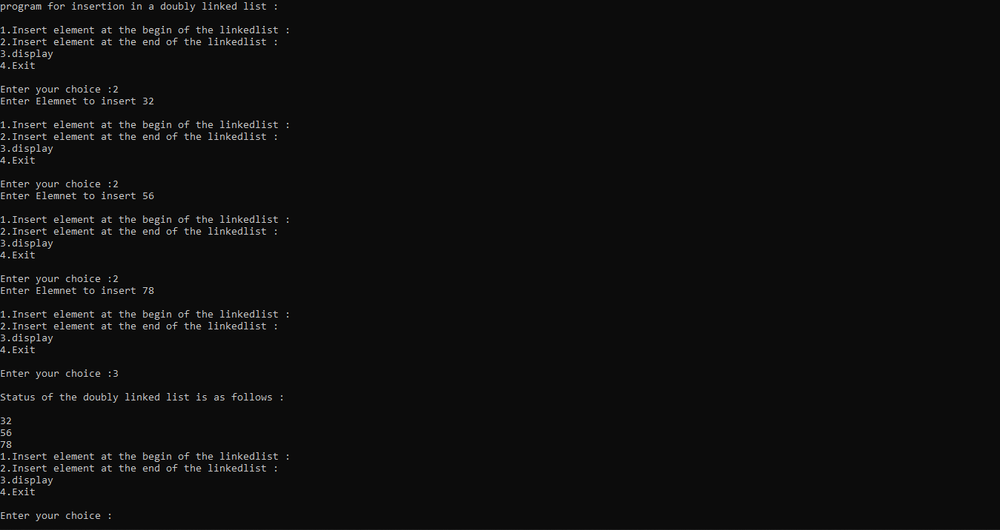 program for insertion in a doubly linked list :
1.Insert element at the begin of the linkedlist :
2.Insert element at the end of the linkedlist :
3.display
4.Exit
Enter your choice :2
Enter Elemnet to insert 32
1.Insert element at the begin of the linkedlist :
2.Insert element at the end of the linkedlist :
3.display
4.Exit
Enter your choice :2
Enter Elemnet to insert 56
1.Insert element at the begin of the linkedlist :
2.Insert element at the end of the linkedlist :
3.display
4.Exit
Enter your choice :2
Enter Elemnet to insert 78
1.Insert element at the begin of the linkedlist :
2.Insert element at the end of the linkedlist :
3.display
4.Exit
Enter your choice :3
Status of the doubly linked list is as follows :
32
56
78
1.Insert element at the begin of the linkedlist :
2.Insert element at the end of the linkedlist :
3.display
4.Exit
Enter your choice :